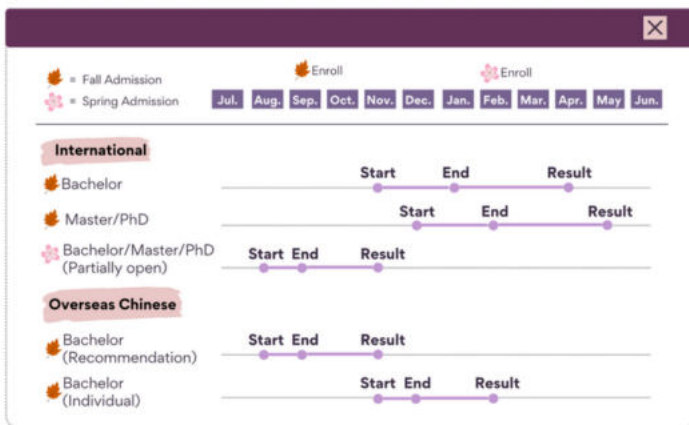 Enroll
Enroll
= Fall Admission
= Spring Admission
Jul. Aug. Sep. Oct. Nov. Dec. Jan. Feb. Mar. Apr. May Jun.
International
Start End Result
Bachelor
Start End Result
Master/PhD
Bachelor/Master/PhD
(Partially open)
Start End Result
Overseas Chinese
Bachelor
(Recommendation)
Start End Result
Bachelor
(Individual)
Start End Result